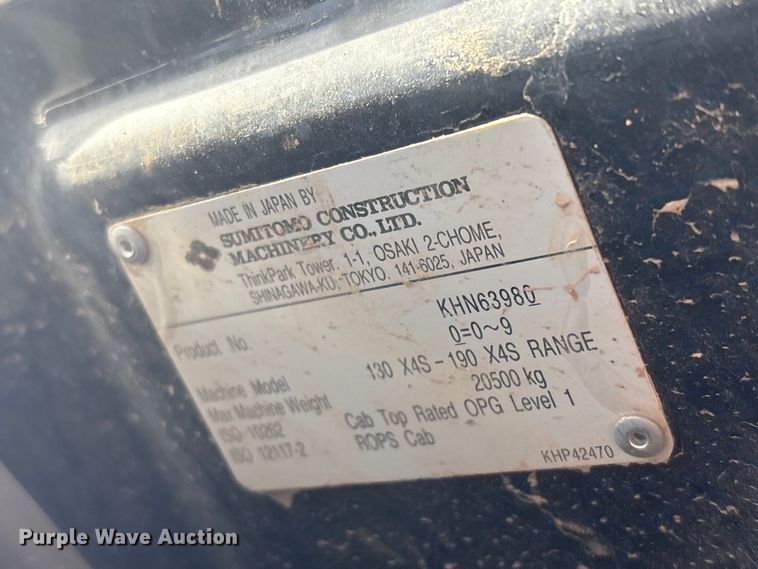 MADE IN JAPAN BY
SUMITOMO CONSTRUCTION
MACHINERY CO., LTD.
ThinkPark Tower, 1-1, OSAKI 2-CHOME,
SHINAGAWA-KU, TOKYO, 141-6025, JAPAN
Product No. KHN63980
0=0~9
Machine Model 130 X4S - 190 X4S RANGE
Max Machine Weight 20500 kg
ISO 10262 Cab Top Rated OPG Level 1
ISO 12117-2 ROPS Cab
KHP42470
Purple Wave Auction®